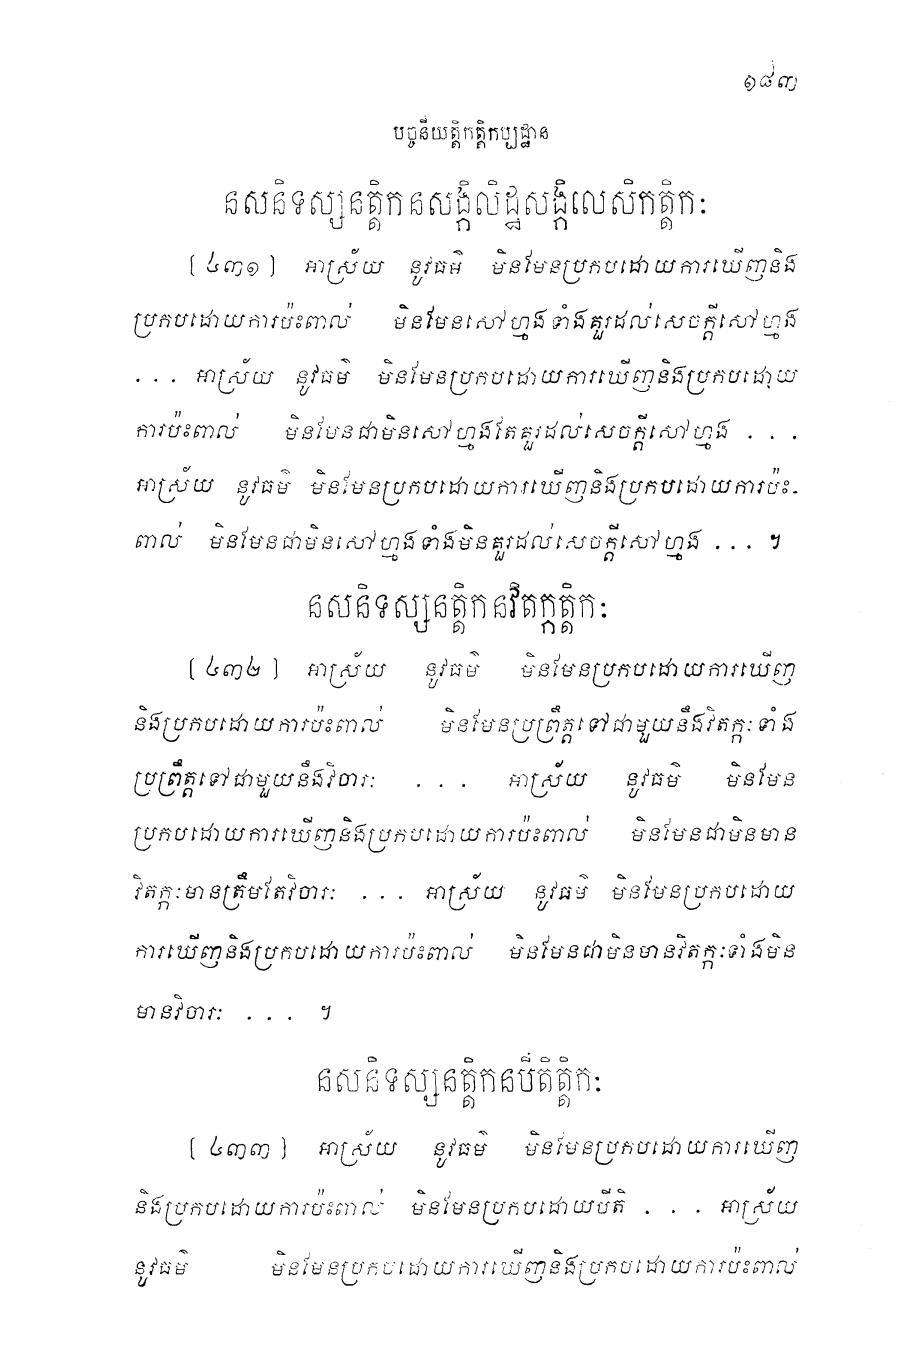 ១៨៣
បច្ចនីយត្តិកត្តិកប្បដ្ឋាន
នសនិទស្សនត្តិកនសង្កិលិដ្ឋសង្កិលេសិកត្តិកៈ
[៤៣១] អាស្រ័យ នូវធម៌ មិនមែនប្រកបដោយការឃើញនិង
ប្រកបដោយការប៉ះពាល់ មិនមែនសៅហ្មងទាំងគួរដល់សេចក្តីសៅហ្មង
... អាស្រ័យ នូវធម៌ មិនមែនប្រកបដោយការឃើញនិងប្រកបដោយ
ការប៉ះពាល់ មិនមែនជាមិនសៅហ្មងតែគួរដល់សេចក្តីសៅហ្មង ...
អាស្រ័យ នូវធម៌ មិនមែនប្រកបដោយការឃើញនិងប្រកបដោយការប៉ះ-
ពាល់ មិនមែនជាមិនសៅហ្មងទាំងមិនគួរដល់សេចក្តីសៅហ្មង ... ។
នសនិទស្សនត្តិកនវិតក្កត្តិកៈ
[៤៣២] អាស្រ័យ នូវធម៌ មិនមែនប្រកបដោយការឃើញ
និងប្រកបដោយការប៉ះពាល់ មិនមែនប្រព្រឹត្តទៅជាមួយនឹងវិតក្កៈទាំង
ប្រព្រឹត្តទៅជាមួយនឹងវិចារៈ ... អាស្រ័យ នូវធម៌ មិនមែន
ប្រកបដោយការឃើញនិងប្រកបដោយការប៉ះពាល់ មិនមែនជាមិនមាន
វិតក្កៈមានត្រឹមតែវិចារៈ ... អាស្រ័យ នូវធម៌ មិនមែនប្រកបដោយ
ការឃើញនិងប្រកបដោយការប៉ះពាល់ មិនមែនជាមិនមានវិតក្កៈទាំងមិន
មានវិចារៈ ... ។
នសនិទស្សនត្តិកនបីតិត្តិកៈ
[៤៣៣] អាស្រ័យ នូវធម៌ មិនមែនប្រកបដោយការឃើញ
និងប្រកបដោយការប៉ះពាល់ មិនមែនប្រកបដោយបីតិ ... អាស្រ័យ
នូវធម៌ មិនមែនប្រកបដោយការឃើញនិងប្រកបដោយការប៉ះពាល់